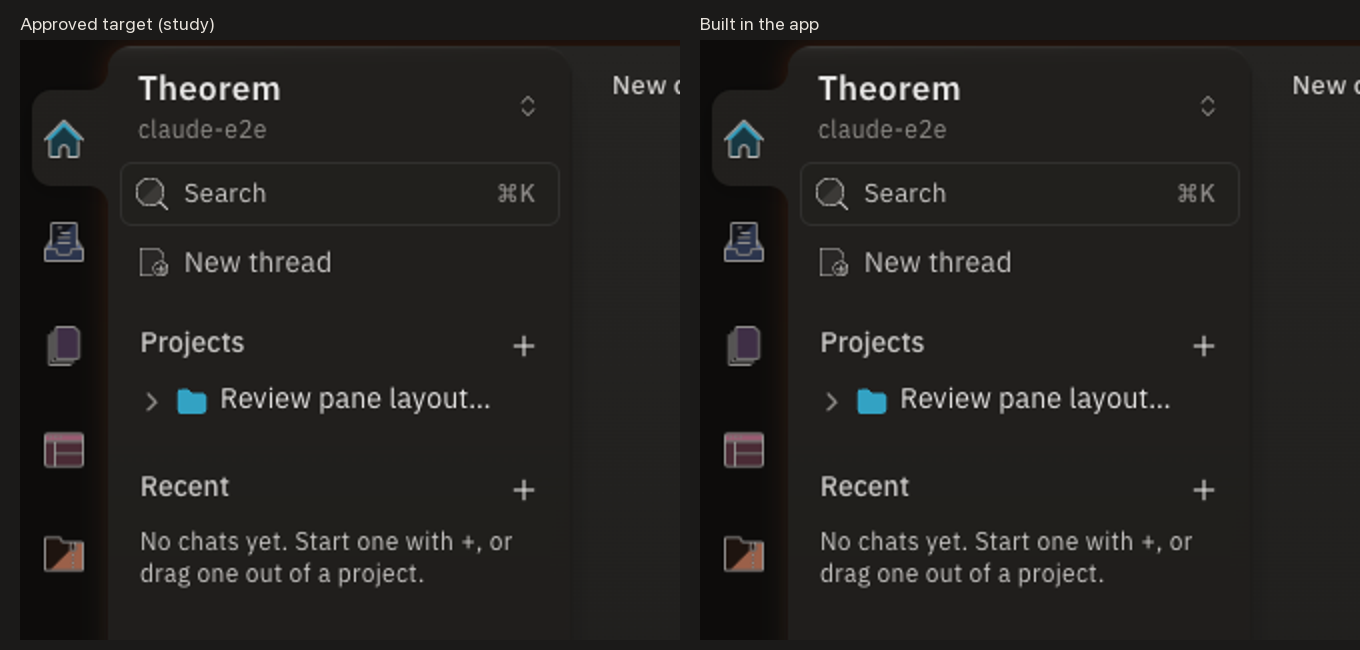 Approved target (study)
Theorem
claude-e2e
Search ⌘K
New thread
Projects +
Review pane layout...
Recent +
No chats yet. Start one with +, or
drag one out of a project.
New c
Built in the app
Theorem
claude-e2e
Search ⌘K
New thread
Projects +
Review pane layout...
Recent +
No chats yet. Start one with +, or
drag one out of a project.
New c